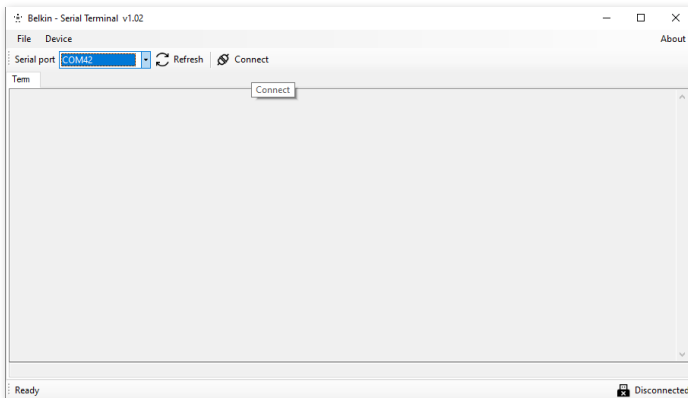 Belkin - Serial Terminal v1.02
File Device About
Serial port COM42 Refresh Connect
Term
Connect
Ready Disconnected